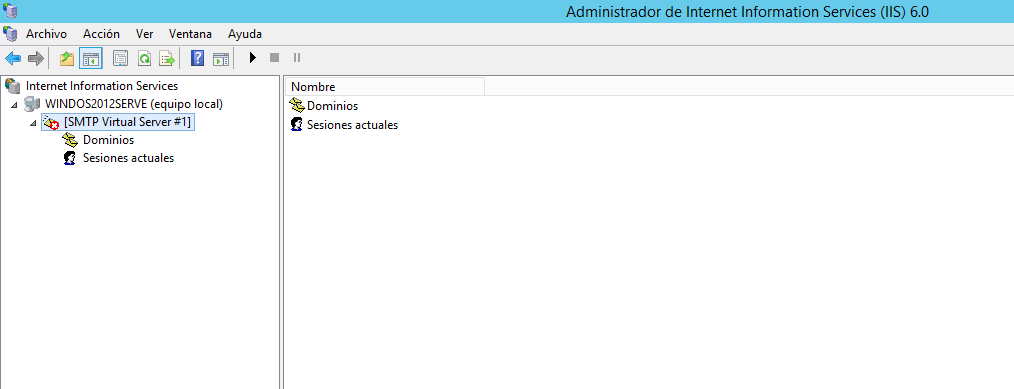 Administrador de Internet Information Services (IIS) 6.0
Archivo Acción Ver Ventana Ayuda
Internet Information Services
WINDOS2012SERVE (equipo local)
[SMTP Virtual Server #1]
Dominios
Sesiones actuales
Nombre
Dominios
Sesiones actuales